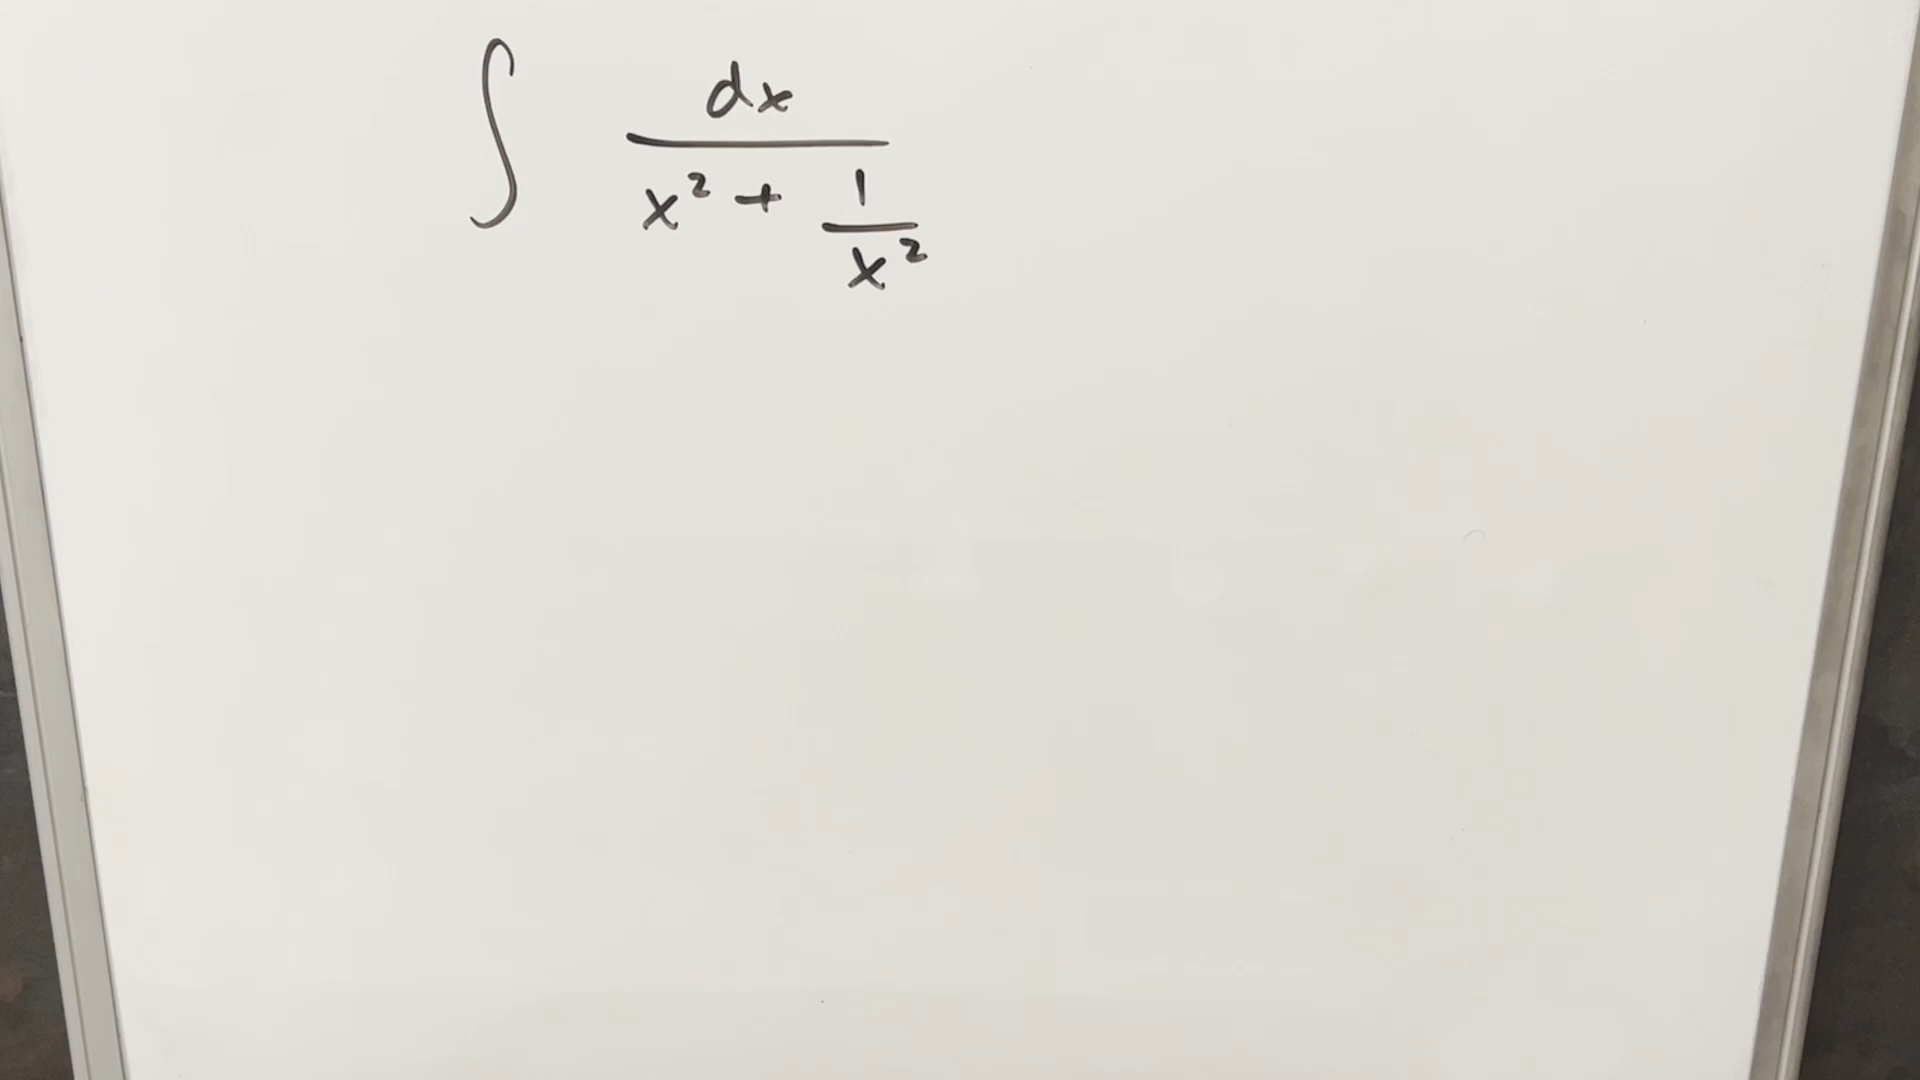 ∫ dx / (x² + 1/x²)